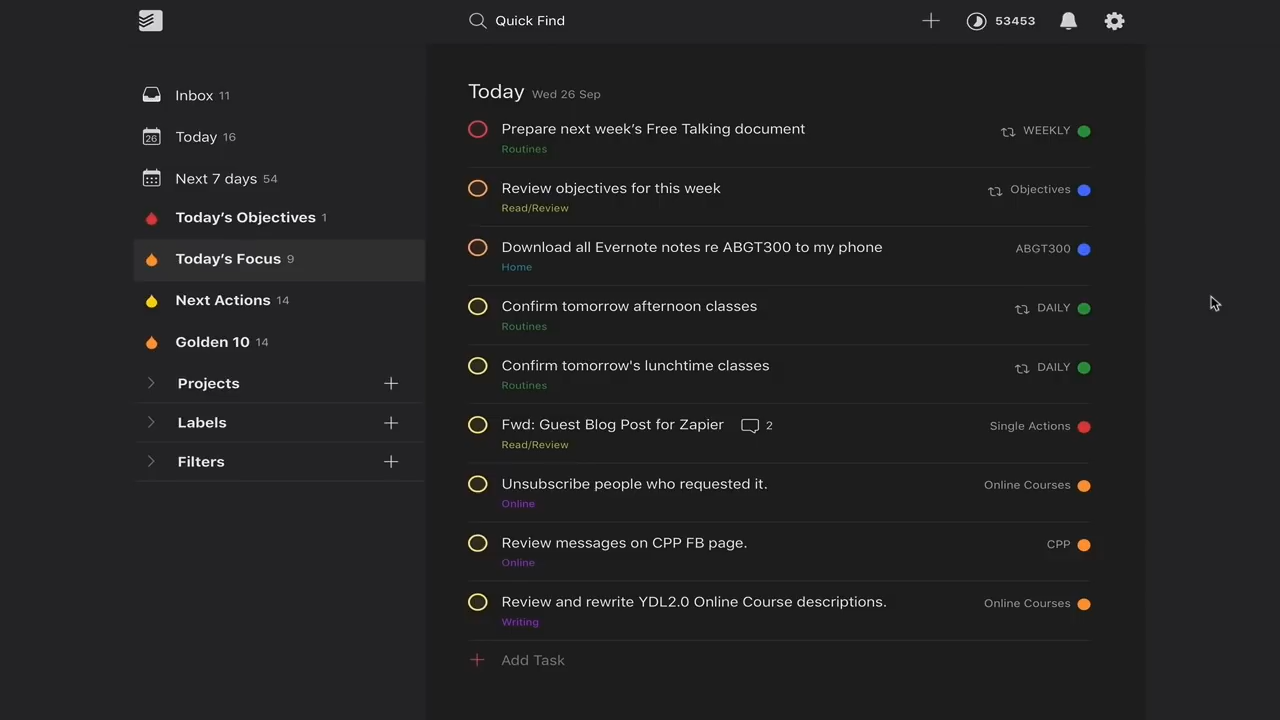 Quick Find
53453
Inbox 11
26
Today 16
Next 7 days 54
Today’s Objectives 1
Today’s Focus 9
Next Actions 14
Golden 10 14
Projects
Labels
Filters
Today Wed 26 Sep
Prepare next week’s Free Talking document
WEEKLY
Routines
Review objectives for this week
Objectives
Read/Review
Download all Evernote notes re ABGT300 to my phone
ABGT300
Home
Confirm tomorrow afternoon classes
DAILY
Routines
Confirm tomorrow's lunchtime classes
DAILY
Routines
Fwd: Guest Blog Post for Zapier 2
Single Actions
Read/Review
Unsubscribe people who requested it.
Online Courses
Online
Review messages on CPP FB page.
CPP
Online
Review and rewrite YDL2.0 Online Course descriptions.
Online Courses
Writing
Add Task